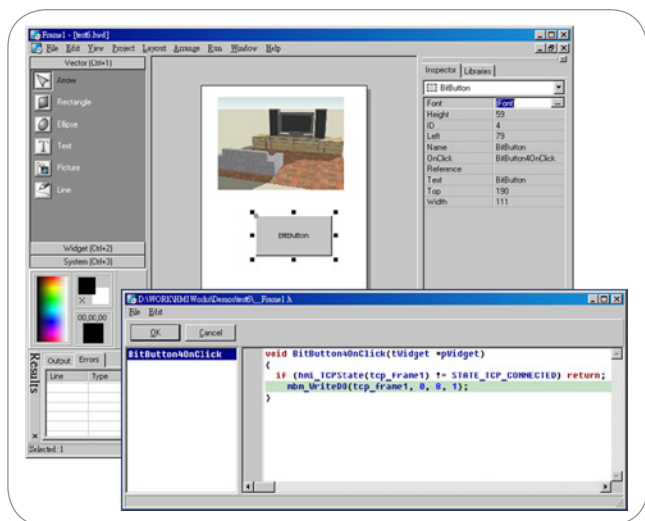 Frame1 - [test6.hwd]
File Edit View Project Layout Arrange Run Window Help
Vector (Ctrl+1)
Arrow
Rectangle
Ellipse
Text
Picture
Line
Widget (Ctrl+2)
System (Ctrl+3)
00,00,00
Results
Output Errors
Line Type
Selected: 1
BitButton
Inspector Libraries
BitButton
Font (Font) ...
Height 59
ID 4
Left 79
Name BitButton
OnClick BitButton4OnClick
Reference
Text BitButton
Top 190
Width 111
D:\WORK\HMIWorks\Demos\test6\__Frame1.h
File Edit
OK Cancel
BitButton4OnClick
void BitButton4OnClick(tWidget *pWidget)
{
if (hmi_TCPState(tcp_frame1) != STATE_TCP_CONNECTED) return;
mbm_WriteDO(tcp_frame1, 0, 8, 1);
}